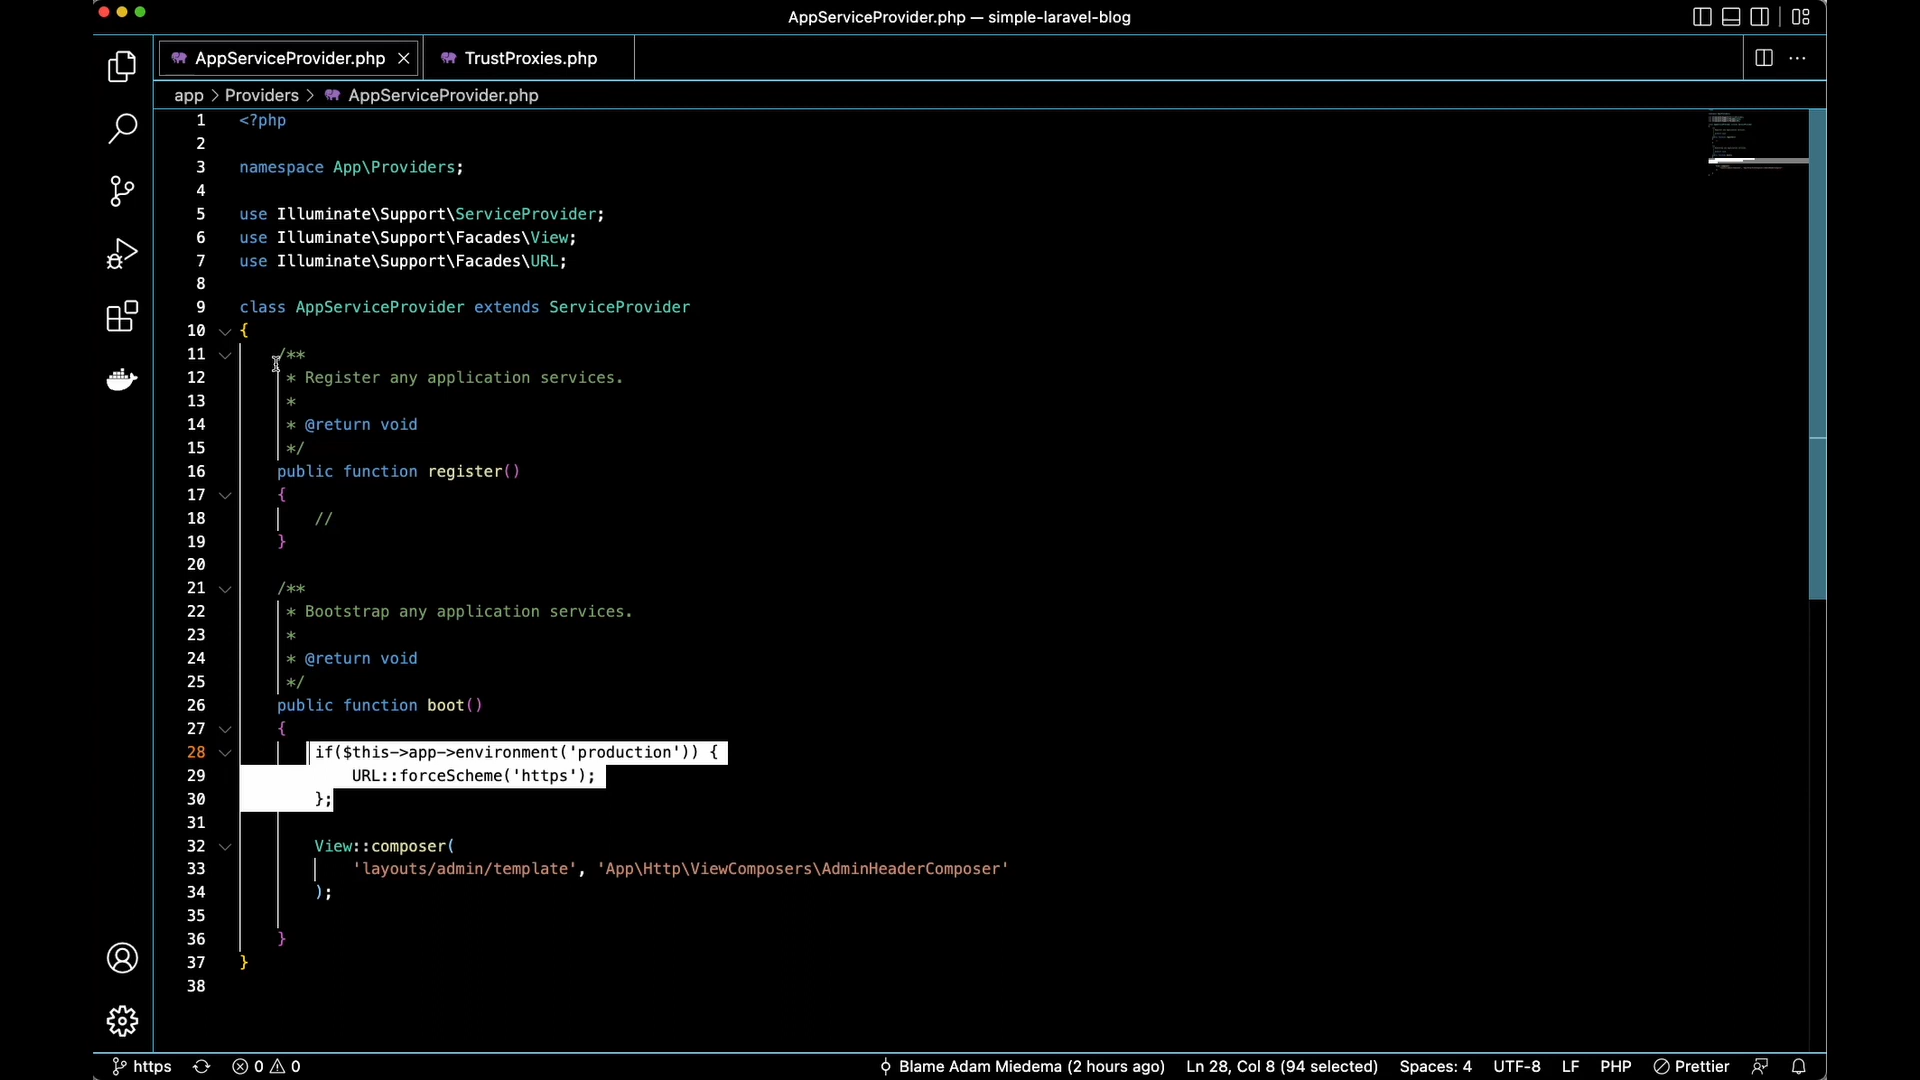 AppServiceProvider.php — simple-laravel-blog
AppServiceProvider.php
TrustProxies.php
app > Providers > AppServiceProvider.php
1 <?php
2
3 namespace App\Providers;
4
5 use Illuminate\Support\ServiceProvider;
6 use Illuminate\Support\Facades\View;
7 use Illuminate\Support\Facades\URL;
8
9 class AppServiceProvider extends ServiceProvider
10 {
11 /**
12 * Register any application services.
13 *
14 * @return void
15 */
16 public function register()
17 {
18 //
19 }
20
21 /**
22 * Bootstrap any application services.
23 *
24 * @return void
25 */
26 public function boot()
27 {
28 if($this->app->environment('production')) {
29 URL::forceScheme('https');
30 };
31
32 View::composer(
33 'layouts/admin/template', 'App\Http\ViewComposers\AdminHeaderComposer'
34 );
35
36 }
37 }
38
https 0 0 Blame Adam Miedema (2 hours ago) Ln 28, Col 8 (94 selected) Spaces: 4 UTF-8 LF PHP Prettier